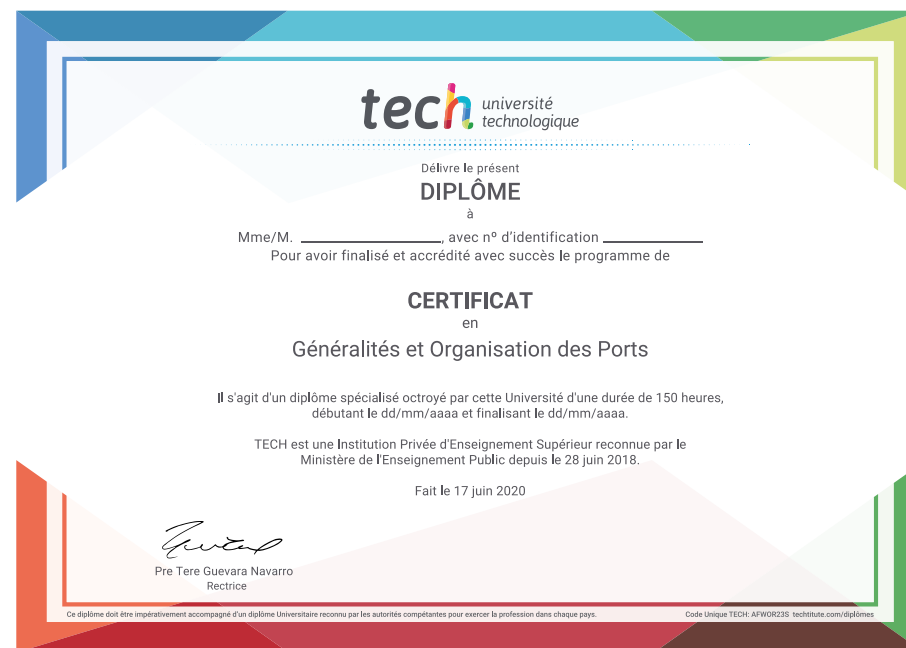 tech université
technologique
Délivre le présent
DIPLÔME
à
Mme/M. ____________________, avec nº d'identification ______________
Pour avoir finalisé et accrédité avec succès le programme de
CERTIFICAT
en
Généralités et Organisation des Ports
Il s'agit d'un diplôme spécialisé octroyé par cette Université d'une durée de 150 heures,
débutant le dd/mm/aaaa et finalisant le dd/mm/aaaa.
TECH est une Institution Privée d'Enseignement Supérieur reconnue par le
Ministère de l'Enseignement Public depuis le 28 juin 2018.
Fait le 17 juin 2020
Pre Tere Guevara Navarro
Rectrice
Ce diplôme doit être impérativement accompagné d'un diplôme Universitaire reconnu par les autorités compétantes pour exercer la profession dans chaque pays. Code Unique TECH: AFWOR23S techtitute.com/diplômes